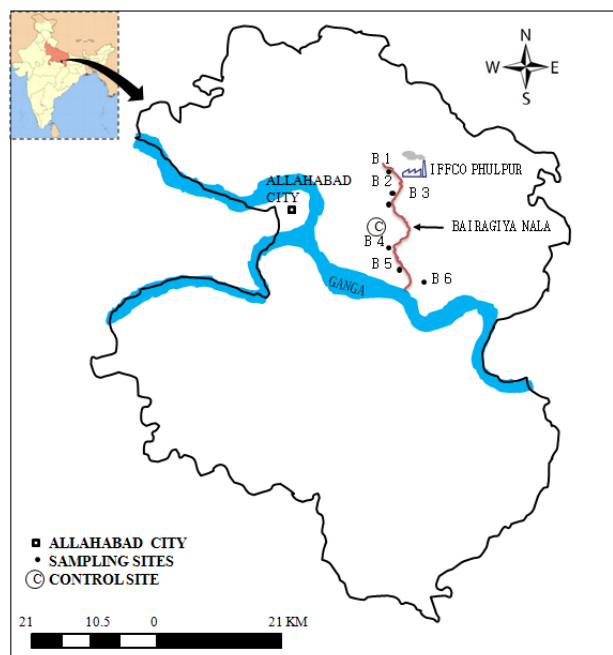 N
W E
S
B 1
IFFCO PHULPUR
B 2
B 3
ALLAHABAD
CITY
C
BAIRAGIYA NALA
B 4
B 5
B 6
GANGA
ALLAHABAD CITY
SAMPLING SITES
C CONTROL SITE
21 10.5 0 21 KM